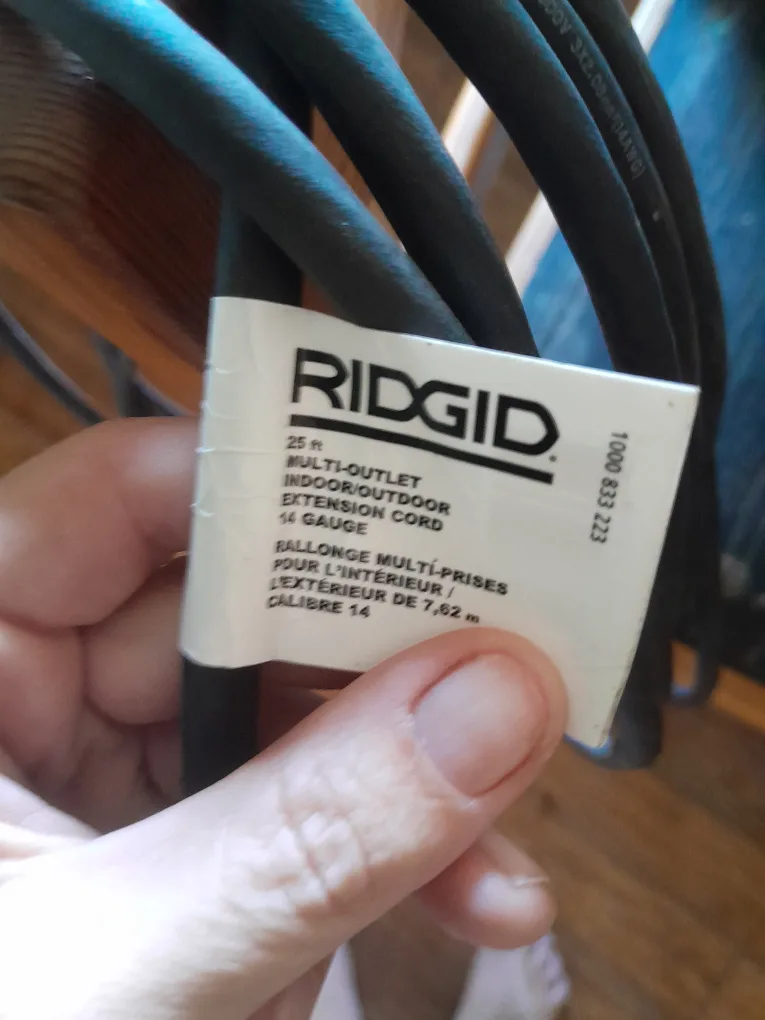 RIDGID
25 ft
MULTI-OUTLET
INDOOR/OUTDOOR
EXTENSION CORD
14 GAUGE
RALLONGE MULTI-PRISES
POUR L'INTÉRIEUR /
L'EXTÉRIEUR DE 7,62 m
CALIBRE 14
1000 833 223
(14AWG)